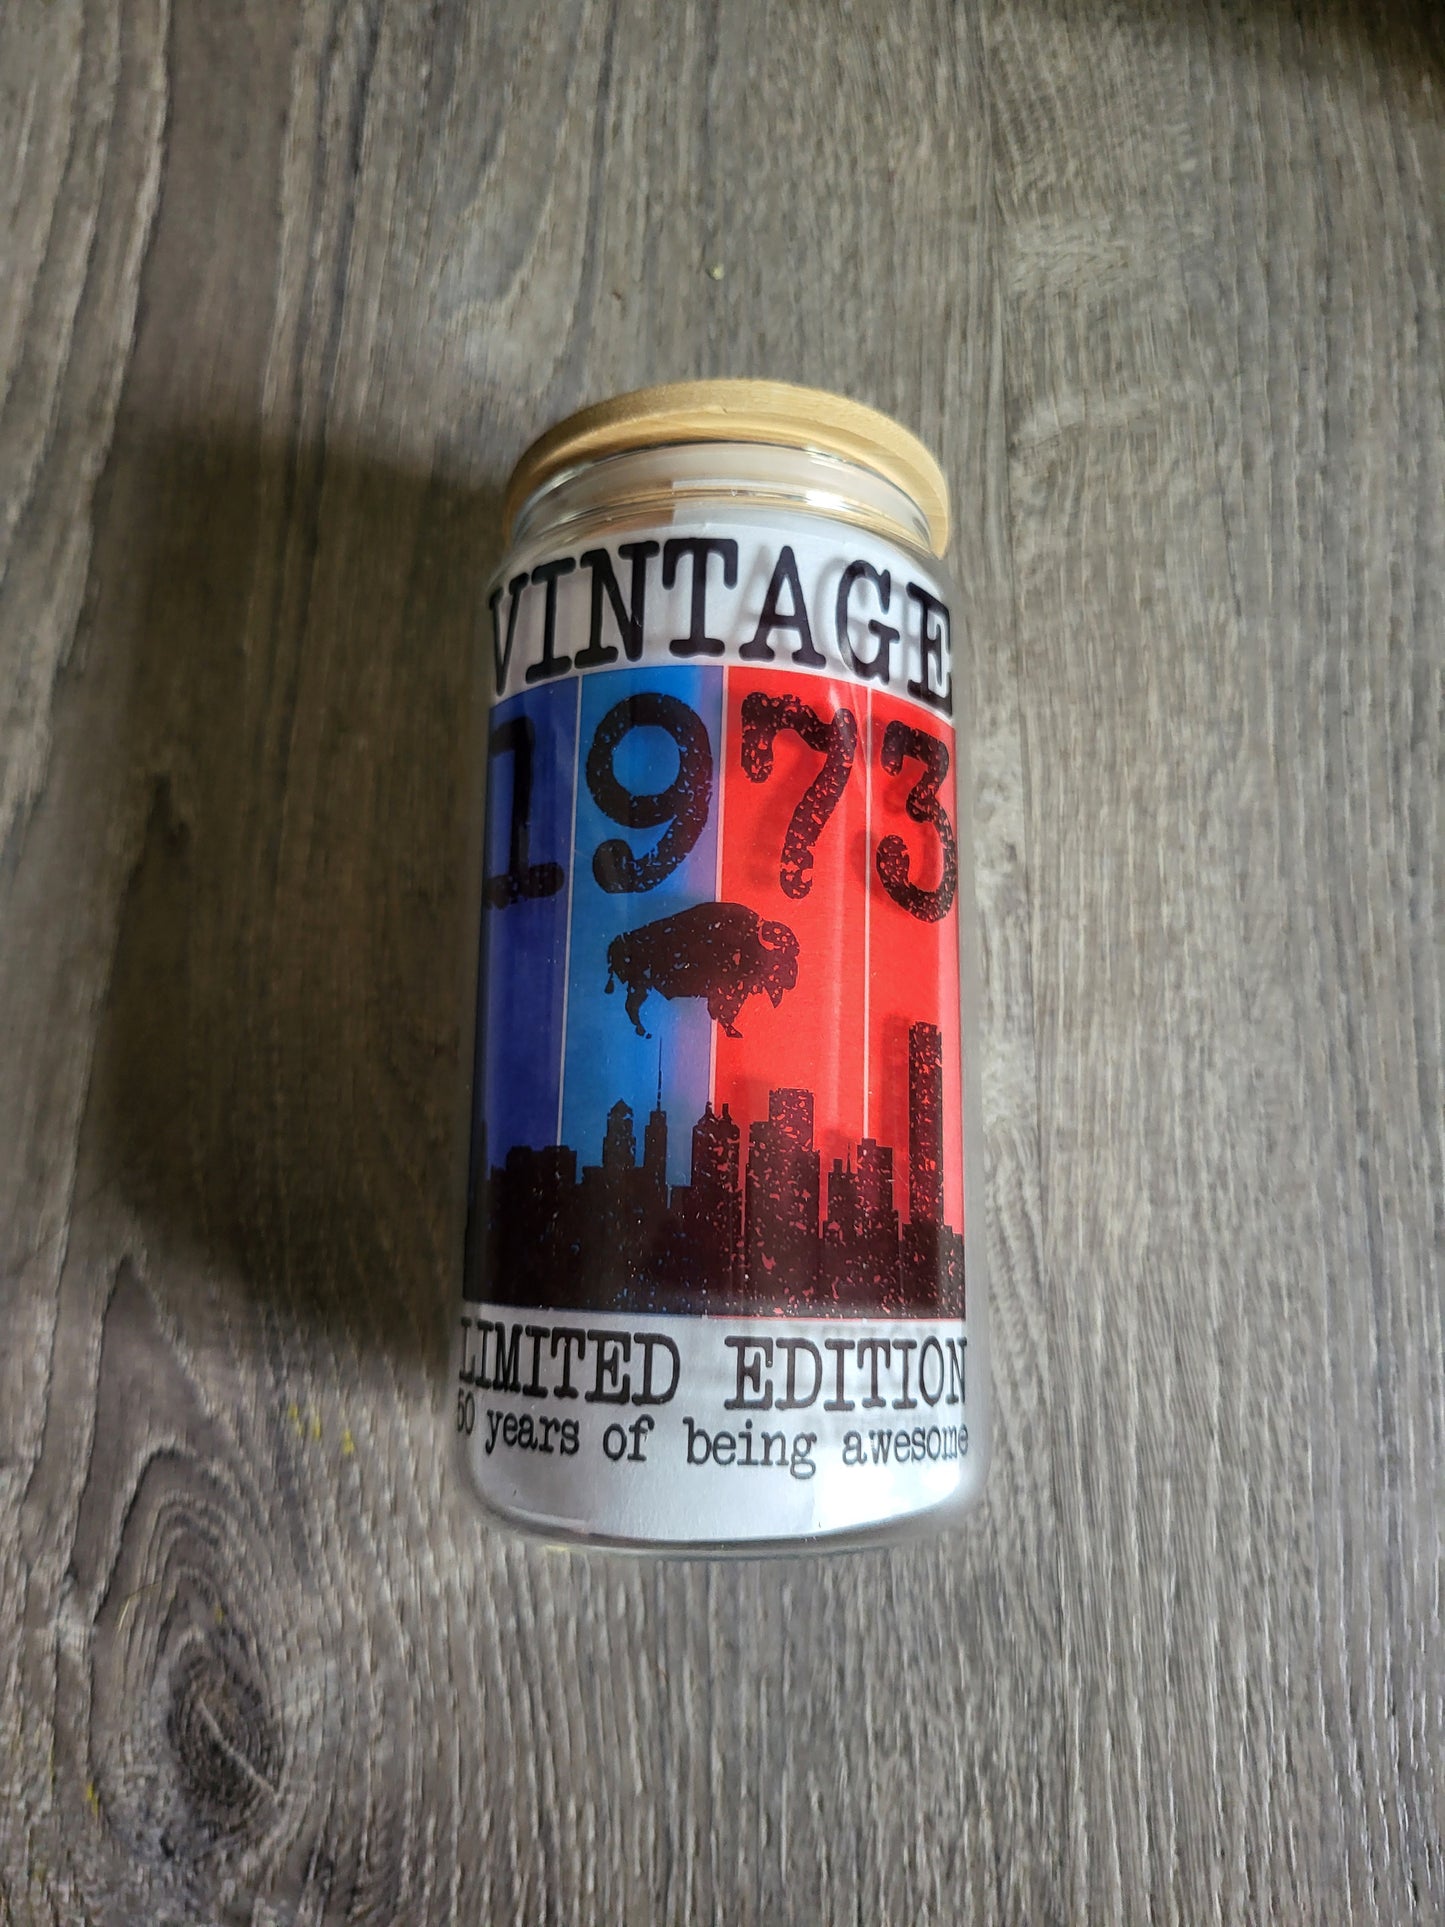 VINTAGE
1973
LIMITED EDITION
50 years of being awesome